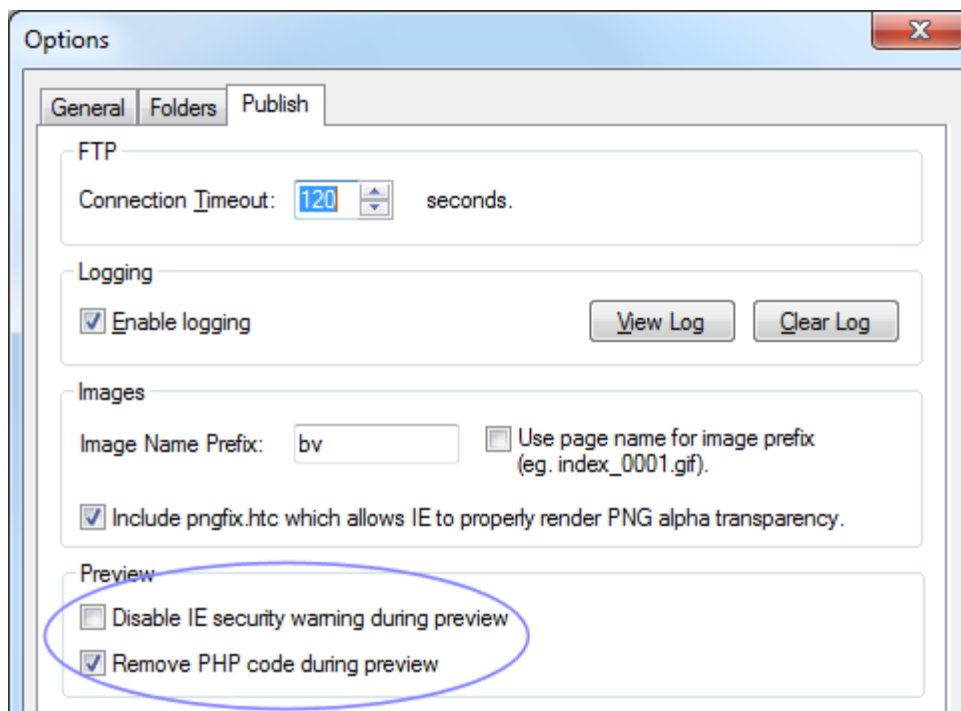 Options
General Folders Publish
FTP
Connection Timeout: 120 seconds.
Logging
Enable logging View Log Clear Log
Images
Image Name Prefix: bv Use page name for image prefix
(eg. index_0001.gif).
Include pngfix.htc which allows IE to properly render PNG alpha transparency.
Preview
Disable IE security warning during preview
Remove PHP code during preview